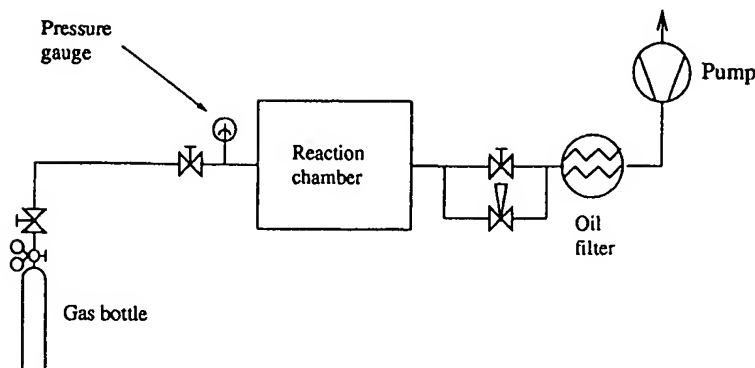 Pressure
gauge
Pump
Reaction
chamber
Oil
filter
Gas bottle